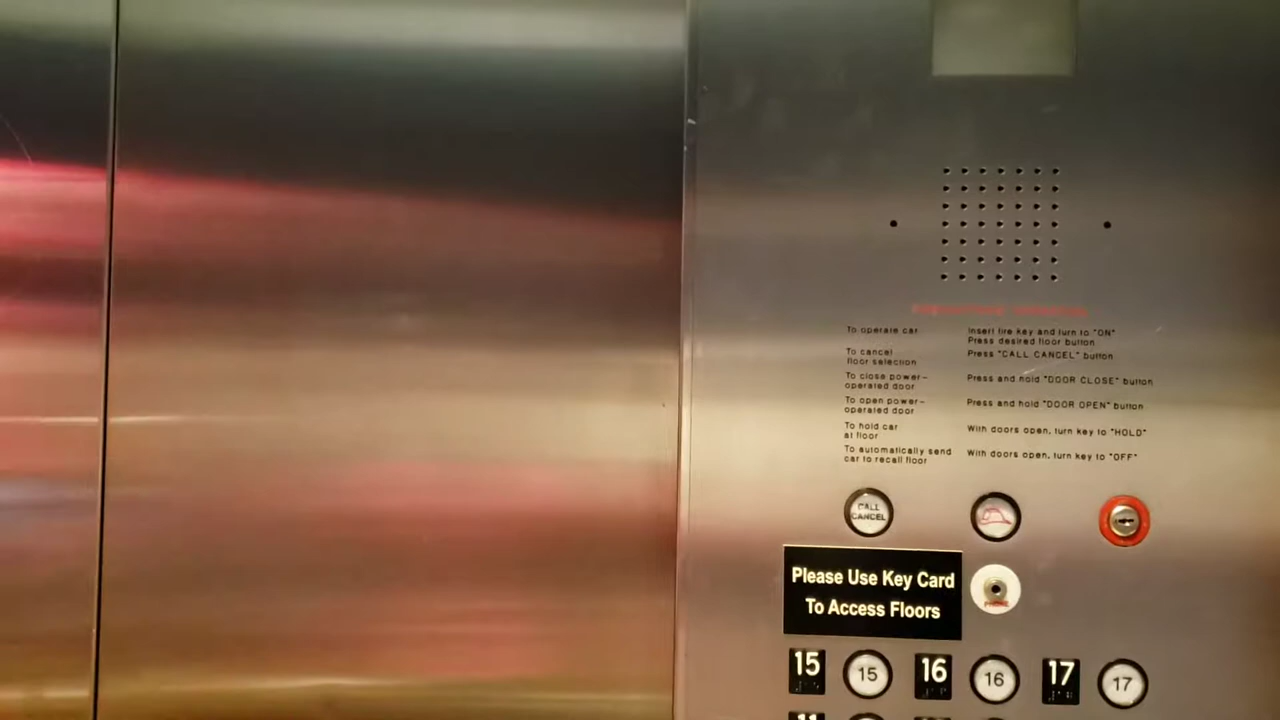 To operate car Insert fire key and turn to "ON"
Press desired floor button
To cancel
floor selection Press "CALL CANCEL" button
To close power-
operated door Press and hold "DOOR CLOSE" button
To open power-
operated door Press and hold "DOOR OPEN" button
To hold car
at floor With doors open, turn key to "HOLD"
To automatically send
car to recall floor With doors open, turn key to "OFF"
CALL
CANCEL
Please Use Key Card
To Access Floors
PHONE
15 15 16 16 17 17
11